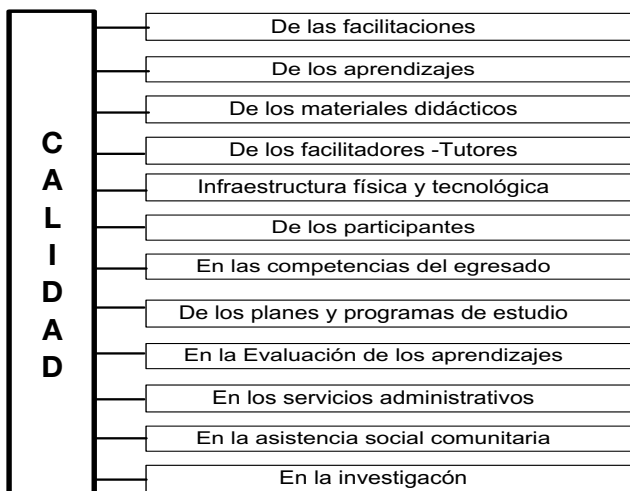 CALIDAD
De las facilitaciones
De los aprendizajes
De los materiales didácticos
De los facilitadores -Tutores
Infraestructura física y tecnológica
De los participantes
En las competencias del egresado
De los planes y programas de estudio
En la Evaluación de los aprendizajes
En los servicios administrativos
En la asistencia social comunitaria
En la investigacón